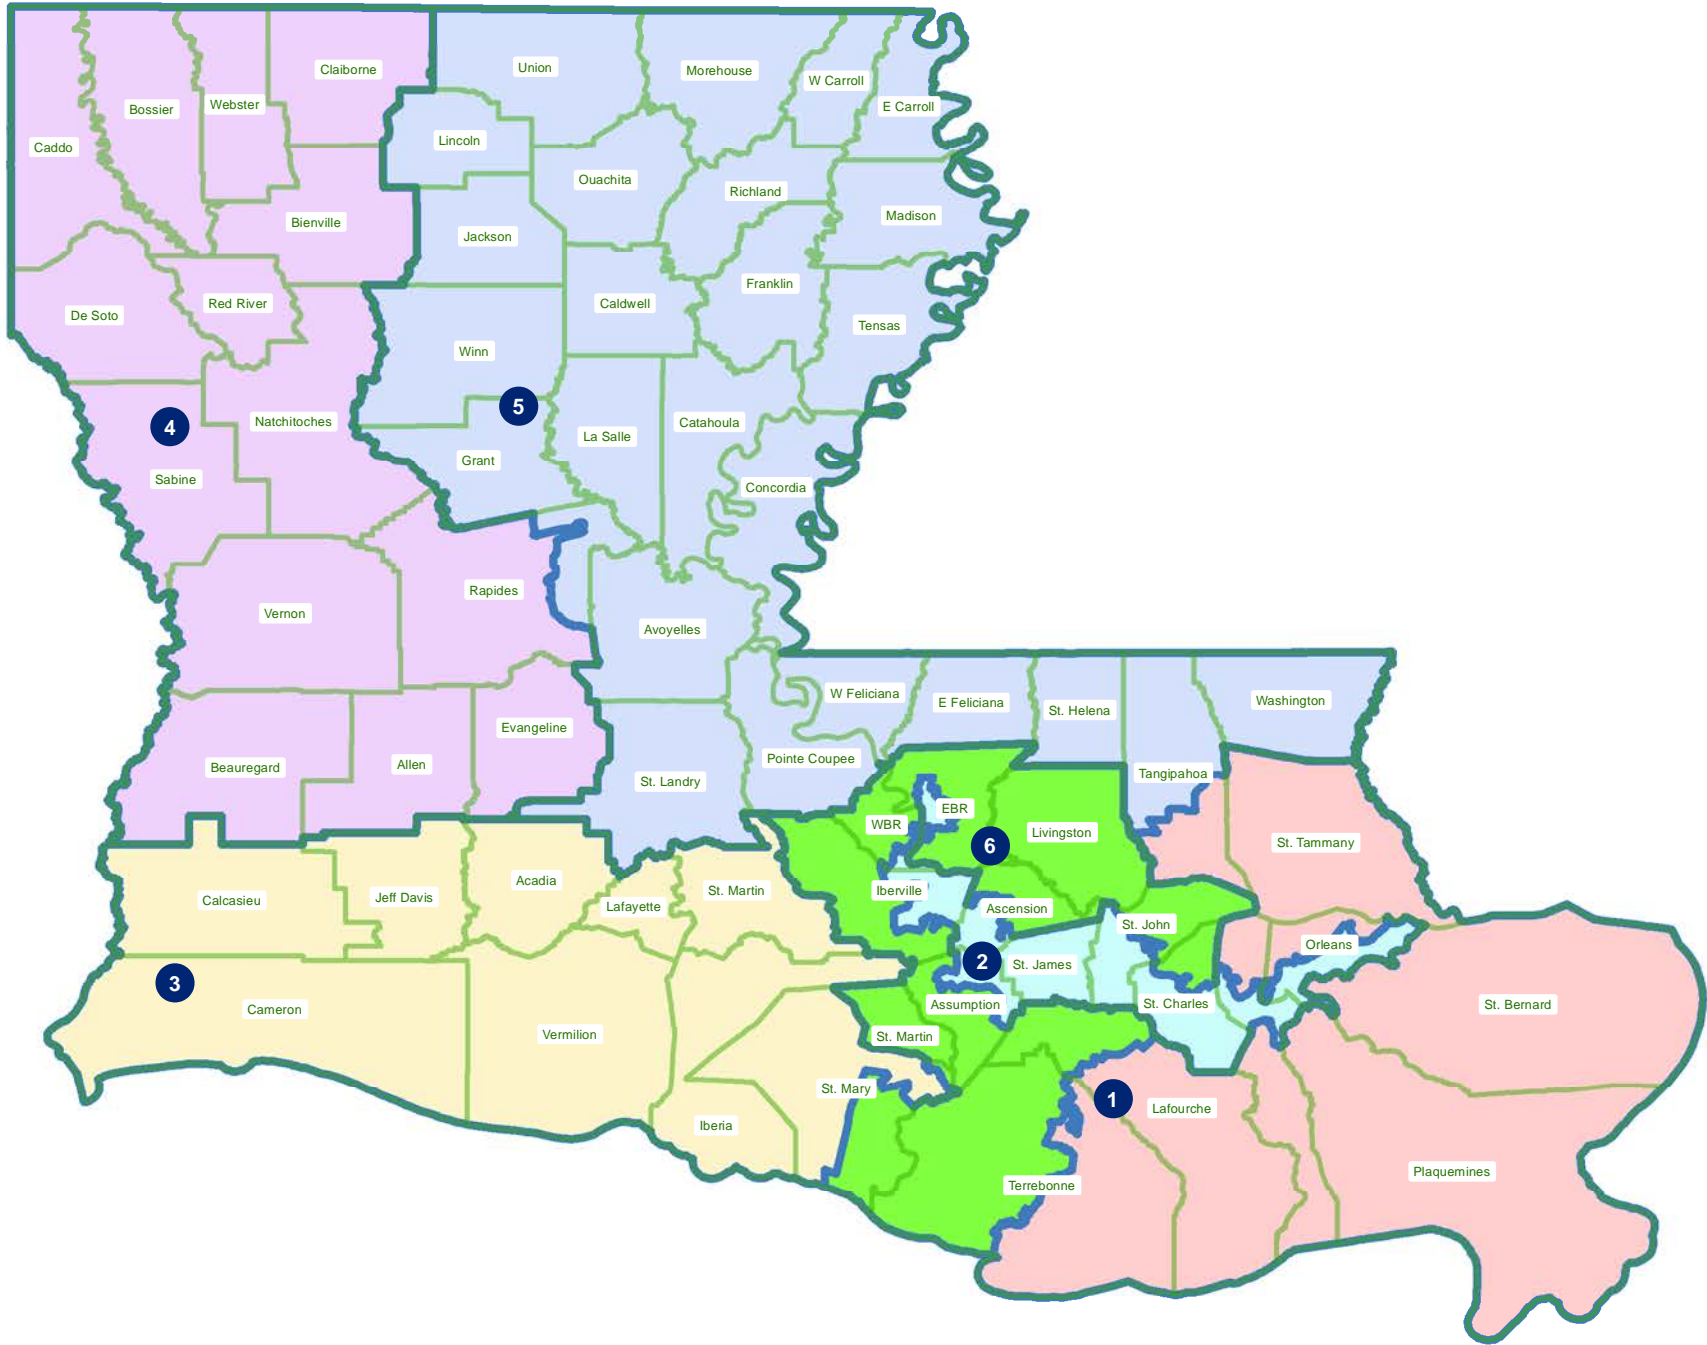 Claiborne
Union
Morehouse
W Carroll
E Carroll
Webster
Bossier
Caddo
Lincoln
Ouachita
Richland
Madison
Bienville
Jackson
Franklin
Red River
Caldwell
De Soto
Tensas
Winn
5
4
Natchitoches
La Salle
Catahoula
Grant
Sabine
Concordia
Rapides
Vernon
Avoyelles
W Feliciana
E Feliciana
St. Helena
Washington
Evangeline
Pointe Coupee
Beauregard
Allen
St. Landry
Tangipahoa
EBR
WBR
Livingston
6
St. Tammany
Acadia
St. Martin
Iberville
Calcasieu
Jeff Davis
Lafayette
Ascension
St. John
Orleans
2
St. James
3
Cameron
Assumption
St. Charles
St. Bernard
Vermilion
St. Martin
St. Mary
1
Lafourche
Iberia
Plaquemines
Terrebonne